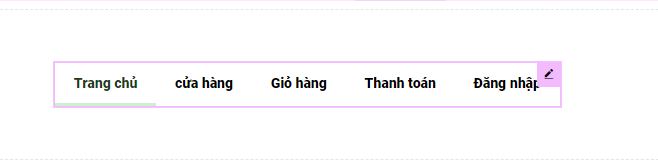 Trang chủ cửa hàng Giỏ hàng Thanh toán Đăng nhập